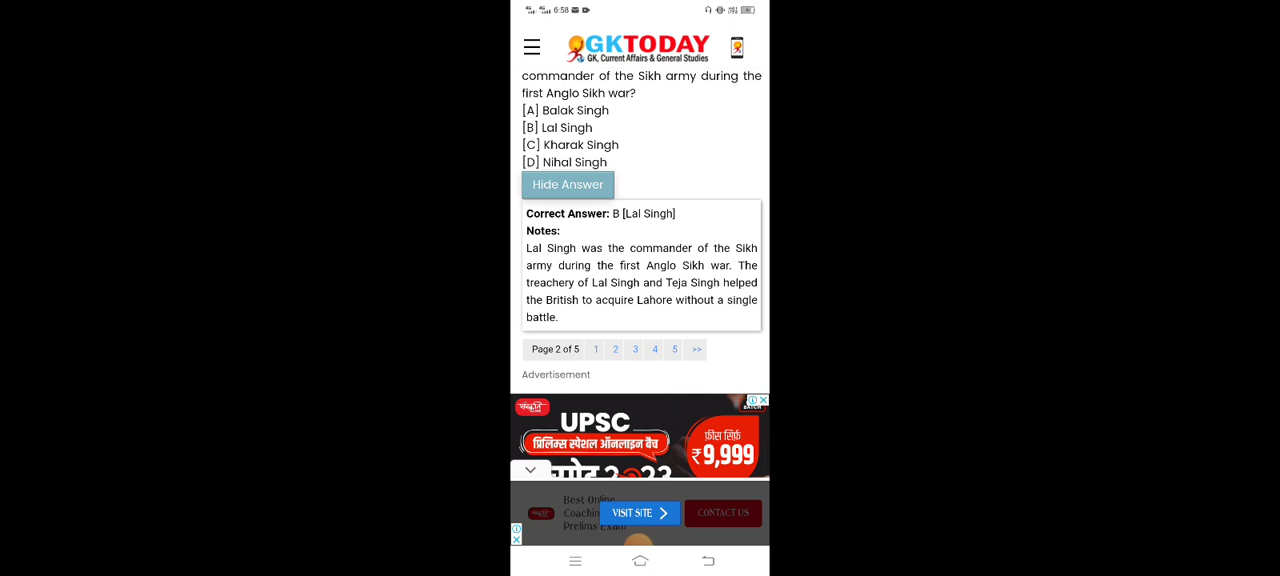 6:58
GKTODAY
GK, Current Affairs & General Studies
commander of the Sikh army during the
first Anglo Sikh war?
[A] Balak Singh
[B] Lal Singh
[C] Kharak Singh
[D] Nihal Singh
Hide Answer
Correct Answer: B [Lal Singh]
Notes:
Lal Singh was the commander of the Sikh
army during the first Anglo Sikh war. The
treachery of Lal Singh and Teja Singh helped
the British to acquire Lahore without a single
battle.
Page 2 of 5 1 2 3 4 5 >>
Advertisement
संस्कृति
BATCH
UPSC
प्रिलिम्स स्पेशल ऑनलाइन बैच
फ़ीस सिर्फ़
₹9,999
Best Online
Coaching
Prelims Exam
VISIT SITE
CONTACT US